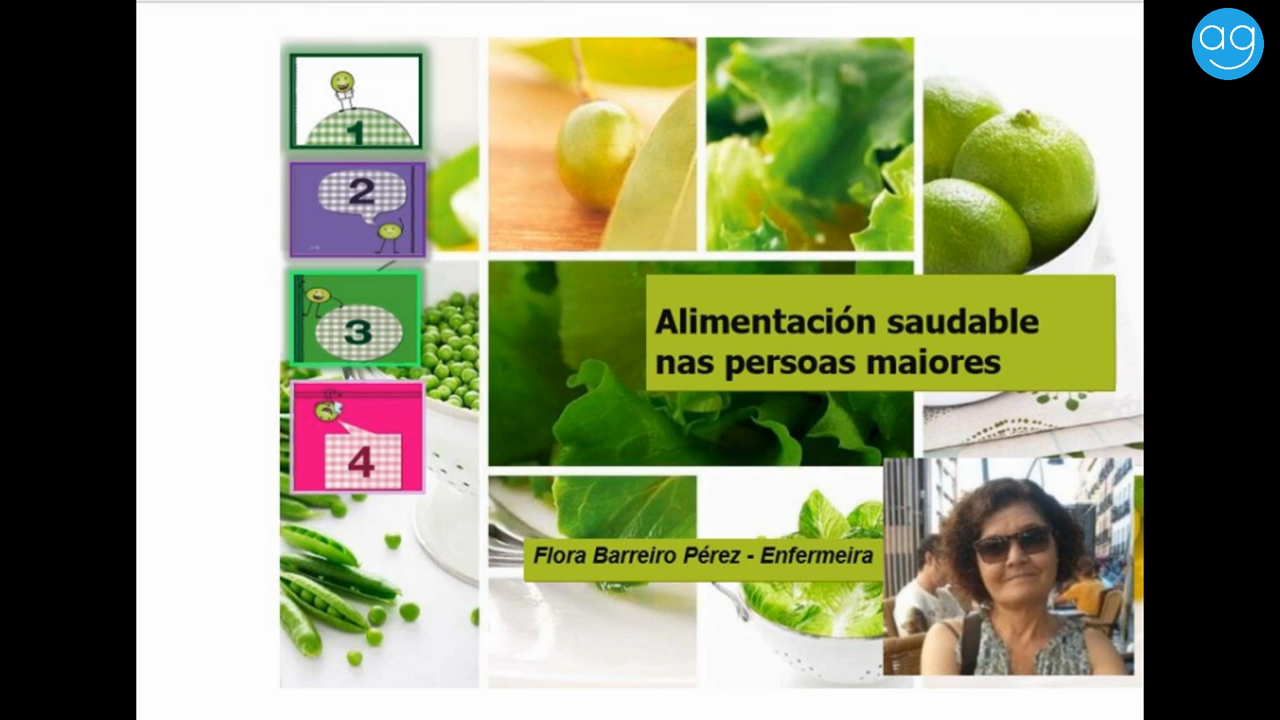 ag
1
2
3
4
Alimentación saudable
nas persoas maiores
Flora Barreiro Pérez - Enfermeira